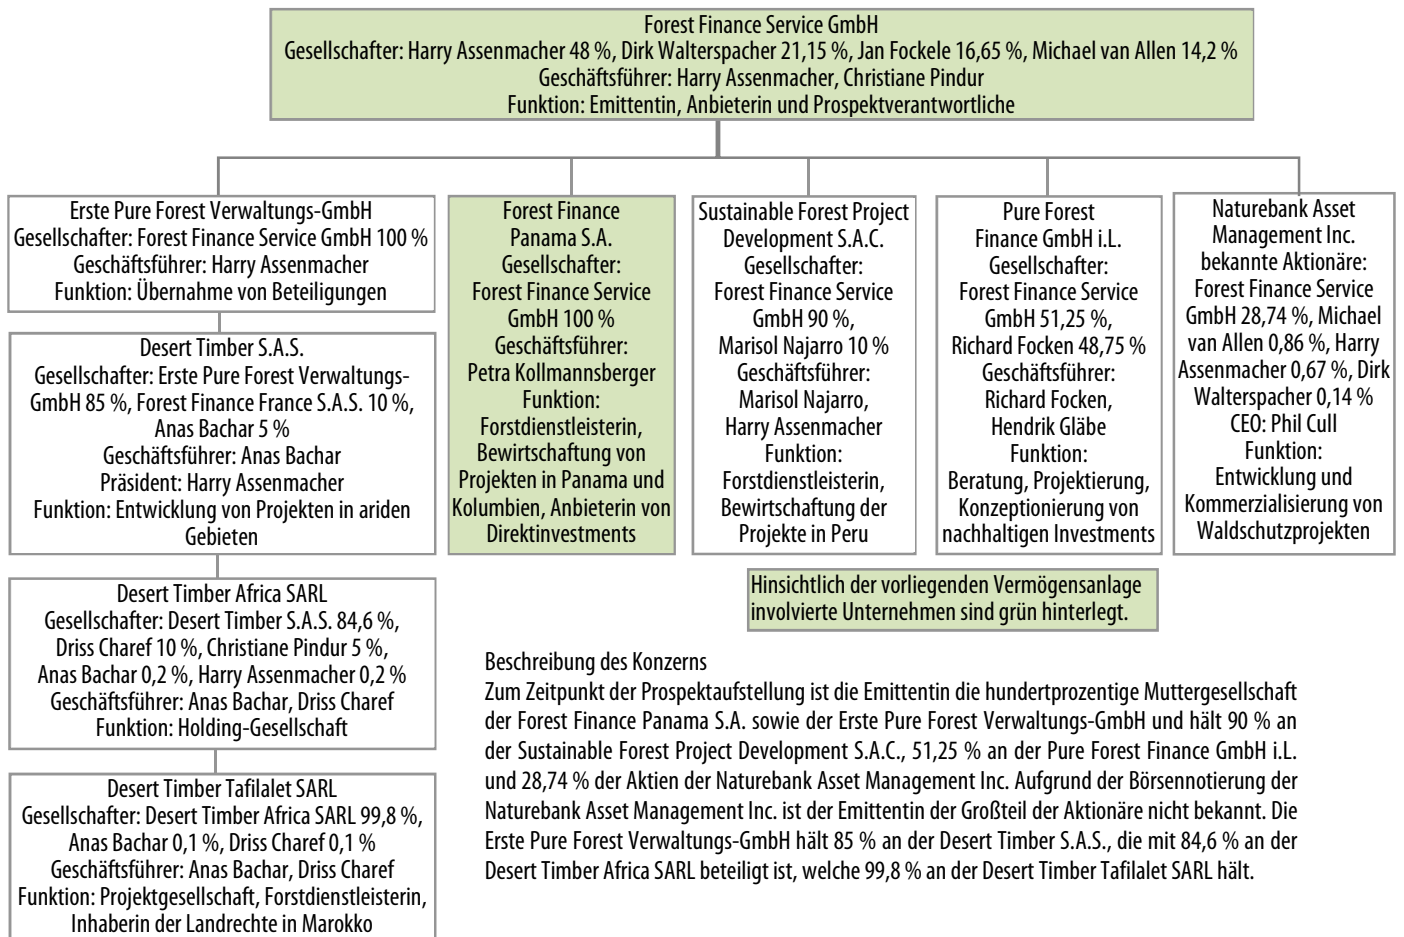 Forest Finance Service GmbH
Gesellschafter: Harry Assenmacher 48 %, Dirk Walterspacher 21,15 %, Jan Fockele 16,65 %, Michael van Allen 14,2 %
Geschäftsführer: Harry Assenmacher, Christiane Pindur
Funktion: Emittentin, Anbieterin und Prospektverantwortliche
Erste Pure Forest Verwaltungs-GmbH
Gesellschafter: Forest Finance Service GmbH 100 %
Geschäftsführer: Harry Assenmacher
Funktion: Übernahme von Beteiligungen
Desert Timber S.A.S.
Gesellschafter: Erste Pure Forest Verwaltungs-
GmbH 85 %, Forest Finance France S.A.S. 10 %,
Anas Bachar 5 %
Geschäftsführer: Anas Bachar
Präsident: Harry Assenmacher
Funktion: Entwicklung von Projekten in ariden
Gebieten
Desert Timber Africa SARL
Gesellschafter: Desert Timber S.A.S. 84,6 %,
Driss Charef 10 %, Christiane Pindur 5 %,
Anas Bachar 0,2 %, Harry Assenmacher 0,2 %
Geschäftsführer: Anas Bachar, Driss Charef
Funktion: Holding-Gesellschaft
Desert Timber Tafilalet SARL
Gesellschafter: Desert Timber Africa SARL 99,8 %,
Anas Bachar 0,1 %, Driss Charef 0,1 %
Geschäftsführer: Anas Bachar, Driss Charef
Funktion: Projektgesellschaft, Forstdienstleisterin,
Inhaberin der Landrechte in Marokko
Forest Finance
Panama S.A.
Gesellschafter:
Forest Finance Service
GmbH 100 %
Geschäftsführer:
Petra Kollmannsberger
Funktion:
Forstdienstleisterin,
Bewirtschaftung von
Projekten in Panama und
Kolumbien, Anbieterin von
Direktinvestments
Sustainable Forest Project
Development S.A.C.
Gesellschafter:
Forest Finance Service
GmbH 90 %,
Marisol Najarro 10 %
Geschäftsführer:
Marisol Najarro,
Harry Assenmacher
Funktion:
Forstdienstleisterin,
Bewirtschaftung der
Projekte in Peru
Pure Forest
Finance GmbH i.L.
Gesellschafter:
Forest Finance Service
GmbH 51,25 %,
Richard Focken 48,75 %
Geschäftsführer:
Richard Focken,
Hendrik Gläbe
Funktion:
Beratung, Projektierung,
Konzeptionierung von
nachhaltigen Investments
Naturebank Asset
Management Inc.
bekannte Aktionäre:
Forest Finance Service
GmbH 28,74 %, Michael
van Allen 0,86 %, Harry
Assenmacher 0,67 %, Dirk
Walterspacher 0,14 %
CEO: Phil Cull
Funktion:
Entwicklung und
Kommerzialisierung von
Waldschutzprojekten
Hinsichtlich der vorliegenden Vermögensanlage
involvierte Unternehmen sind grün hinterlegt.
Beschreibung des Konzerns
Zum Zeitpunkt der Prospektaufstellung ist die Emittentin die hundertprozentige Muttergesellschaft
der Forest Finance Panama S.A. sowie der Erste Pure Forest Verwaltungs-GmbH und hält 90 % an
der Sustainable Forest Project Development S.A.C., 51,25 % an der Pure Forest Finance GmbH i.L.
und 28,74 % der Aktien der Naturebank Asset Management Inc. Aufgrund der Börsennotierung der
Naturebank Asset Management Inc. ist der Emittentin der Großteil der Aktionäre nicht bekannt. Die
Erste Pure Forest Verwaltungs-GmbH hält 85 % an der Desert Timber S.A.S., die mit 84,6 % an der
Desert Timber Africa SARL beteiligt ist, welche 99,8 % an der Desert Timber Tafilalet SARL hält.